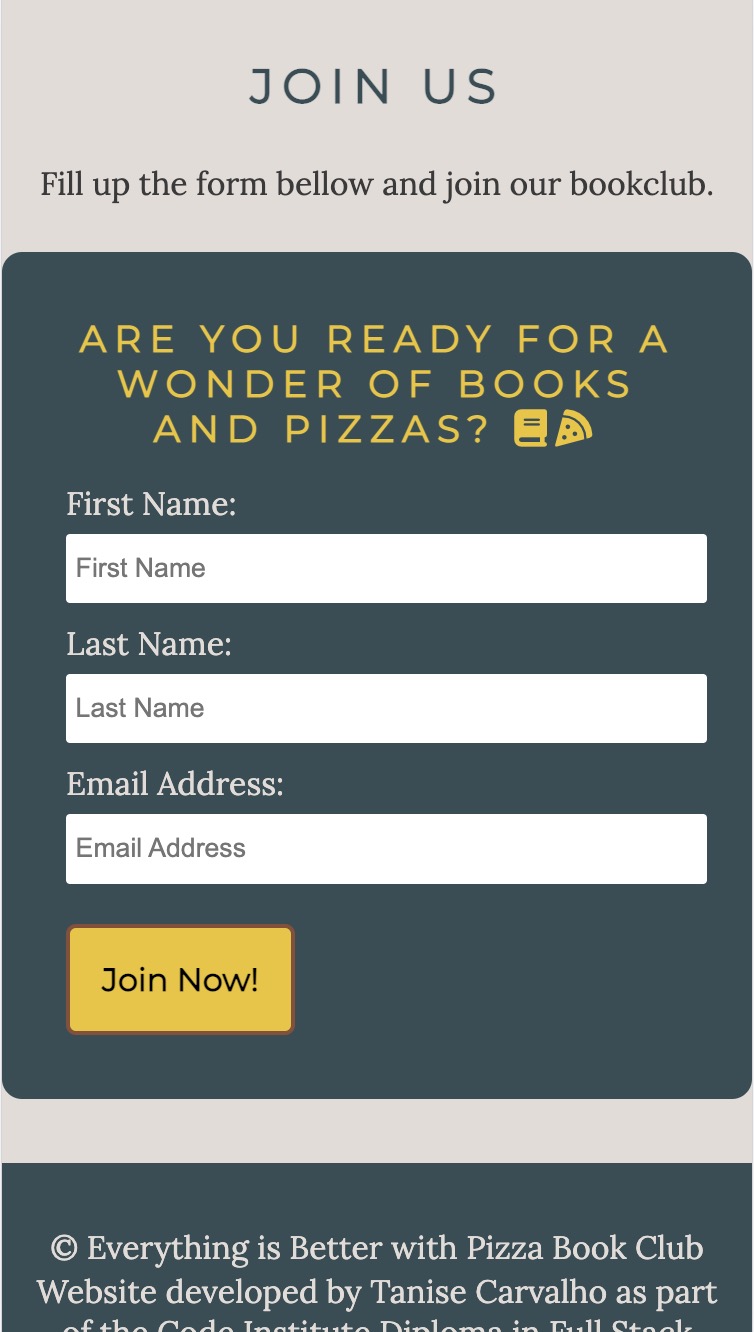 JOIN US
Fill up the form bellow and join our bookclub.
ARE YOU READY FOR A
WONDER OF BOOKS
AND PIZZAS?
First Name:
First Name
Last Name:
Last Name
Email Address:
Email Address
Join Now!
© Everything is Better with Pizza Book Club
Website developed by Tanise Carvalho as part
of the Code Institute Diploma in Full Stack